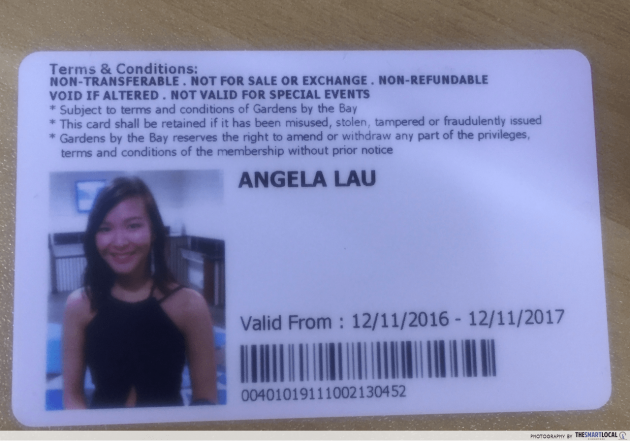 Terms & Conditions:
NON-TRANSFERABLE . NOT FOR SALE OR EXCHANGE . NON-REFUNDABLE
VOID IF ALTERED . NOT VALID FOR SPECIAL EVENTS
* Subject to terms and conditions of Gardens by the Bay
* This card shall be retained if it has been misused, stolen, tampered or fraudulently issued
* Gardens by the Bay reserves the right to amend or withdraw any part of the privileges,
terms and conditions of the membership without prior notice
ANGELA LAU
Valid From : 12/11/2016 - 12/11/2017
00401019111002130452
PHOTOGRAPHY BY THESMARTLOCAL